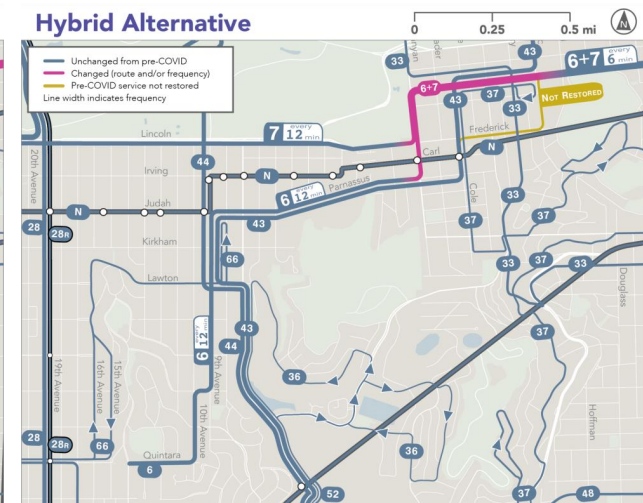 Hybrid Alternative
0 0.25 0.5 mi
N
Unchanged from pre-COVID
Changed (route and/or frequency)
Pre-COVID service not restored
Line width indicates frequency
33
43
6+7 every 6 min
6+7
43
37
33
NOT RESTORED
Lincoln
7 every 12 min
Frederick
Carl
N
20th Avenue
44
Irving
N
6 every 12 min
Parnassus
Cole
33
Judah
N
43
37
37
28
28R
Kirkham
66
33
37
33
Lawton
Douglass
43
44
6 12 min
37
19th Avenue
16th Avenue
15th Avenue
9th Avenue
10th Avenue
36
Hoffman
28
28R
66
Quintara
6
36
52
37
48